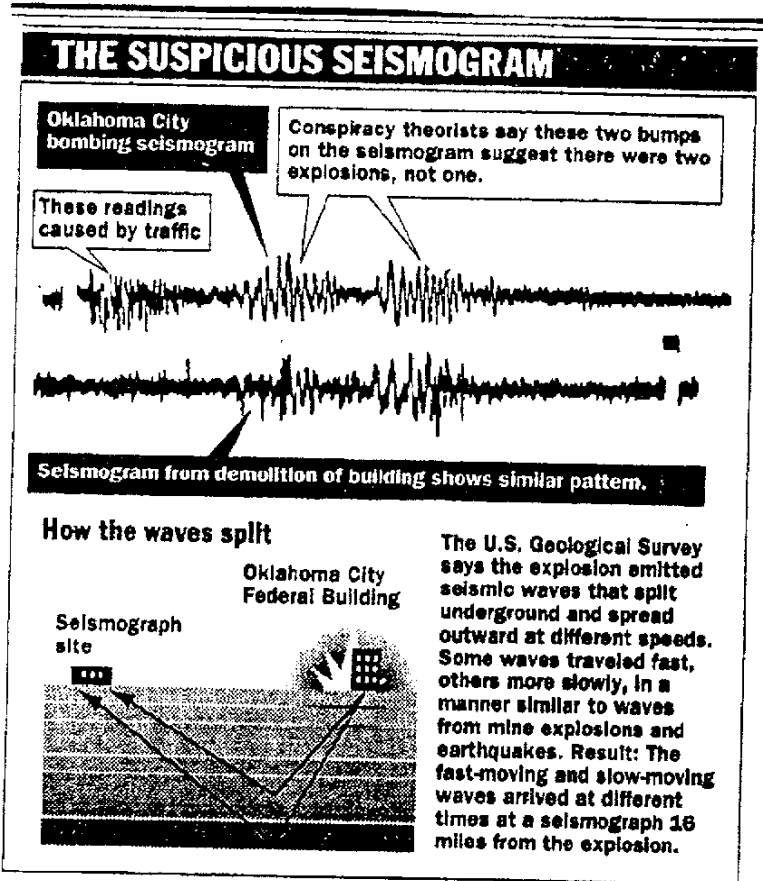 THE SUSPICIOUS SEISMOGRAM
Oklahoma City
bombing seismogram
Conspiracy theorists say these two bumps
on the seismogram suggest there were two
explosions, not one.
These readings
caused by traffic
Seismogram from demolition of building shows similar pattern.
How the waves split
Oklahoma City
Federal Building
Seismograph
site
The U.S. Geological Survey
says the explosion emitted
seismic waves that split
underground and spread
outward at different speeds.
Some waves traveled fast,
others more slowly, in a
manner similar to waves
from mine explosions and
earthquakes. Result: The
fast-moving and slow-moving
waves arrived at different
times at a seismograph 16
miles from the explosion.